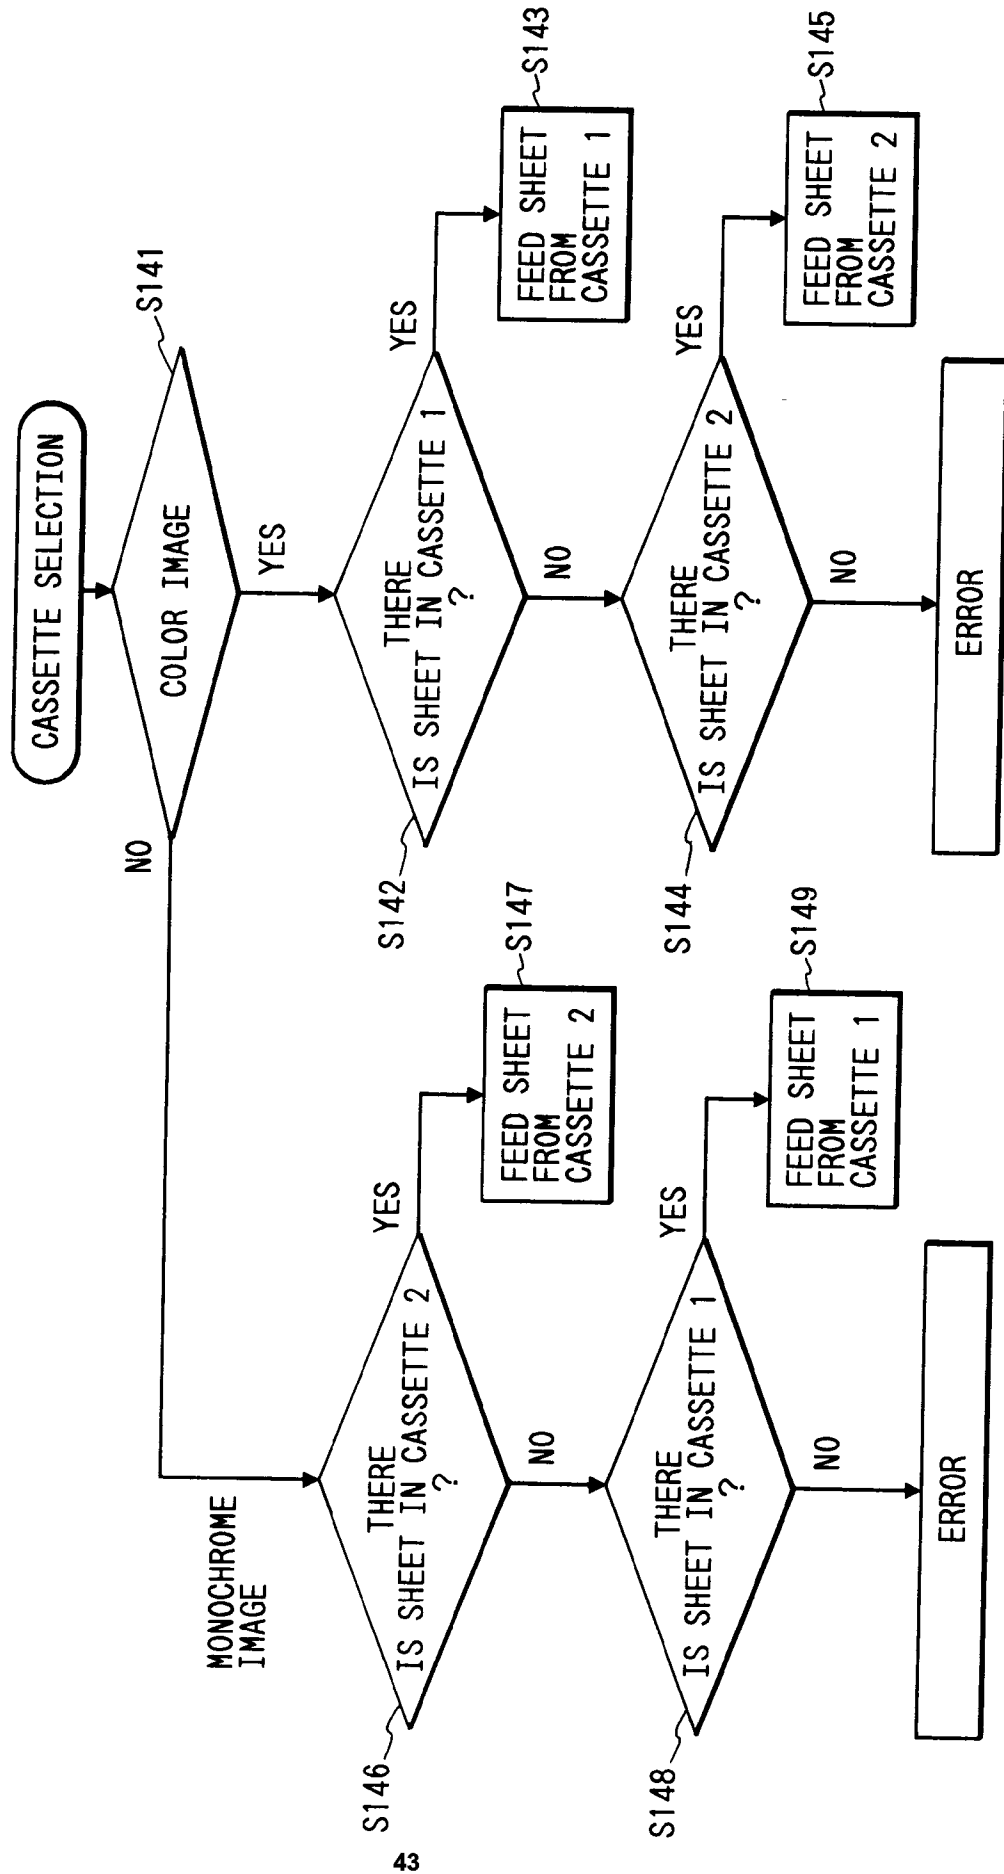 CASSETTE SELECTION
S141
COLOR IMAGE
NO
YES
MONOCHROME
IMAGE
S142
THERE
IS SHEET IN CASSETTE 1
?
YES
S143
FEED SHEET
FROM
CASSETTE 1
NO
S144
THERE
IS SHEET IN CASSETTE 2
?
YES
S145
FEED SHEET
FROM
CASSETTE 2
NO
ERROR
S146
THERE
IS SHEET IN CASSETTE 2
?
YES
S147
FEED SHEET
FROM
CASSETTE 2
NO
S148
THERE
IS SHEET IN CASSETTE 1
?
YES
S149
FEED SHEET
FROM
CASSETTE 1
NO
ERROR
43